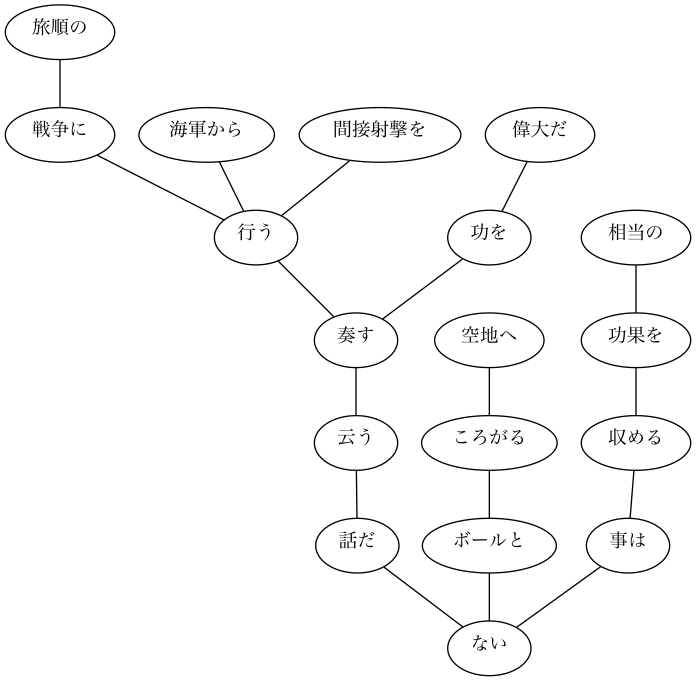 旅順の
戦争に
海軍から
間接射撃を
偉大だ
行う
功を
相当の
奏す
空地へ
功果を
云う
ころがる
収める
話だ
ボールと
事は
ない